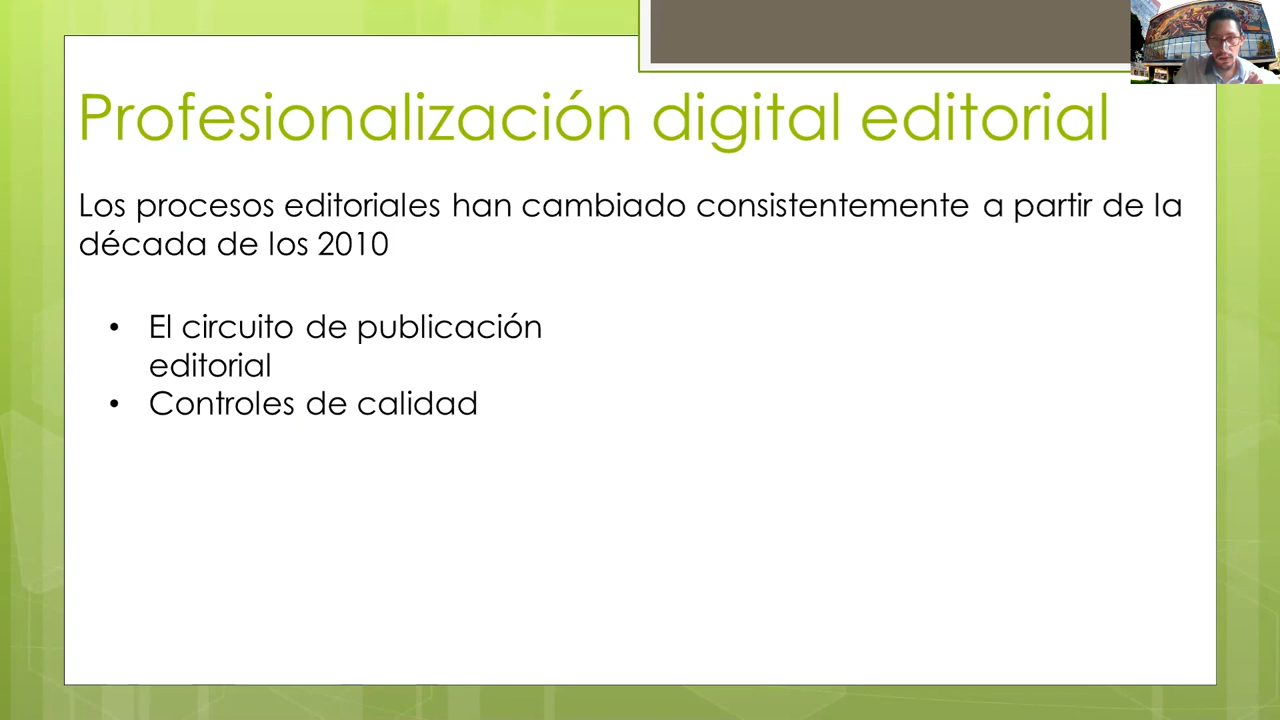 Profesionalización digital editorial
Los procesos editoriales han cambiado consistentemente a partir de la
década de los 2010
• El circuito de publicación
editorial
• Controles de calidad